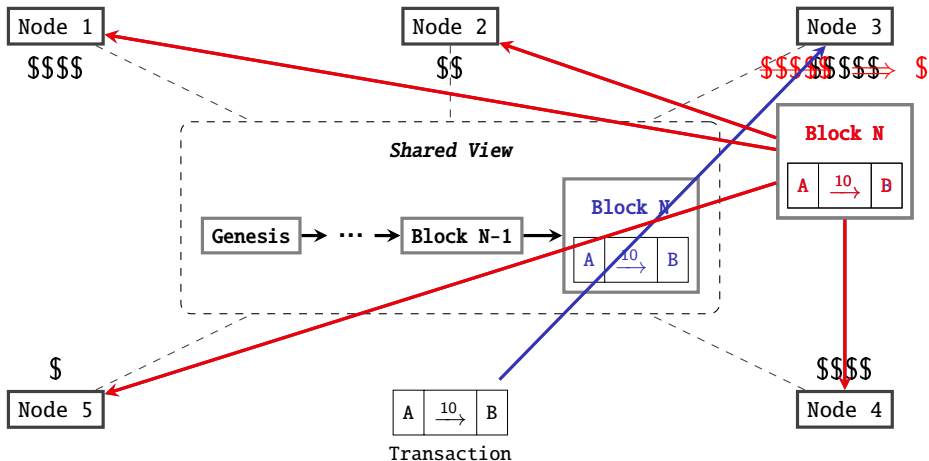 Node 1
Node 2
Node 3
$$$$
$$
$$$$$ $$$$$ ⟹ $
Block N
A 10→ B
Shared View
Block N
Genesis
···
Block N-1
A 10→ B
$
$$$$
Node 5
A 10→ B
Node 4
Transaction